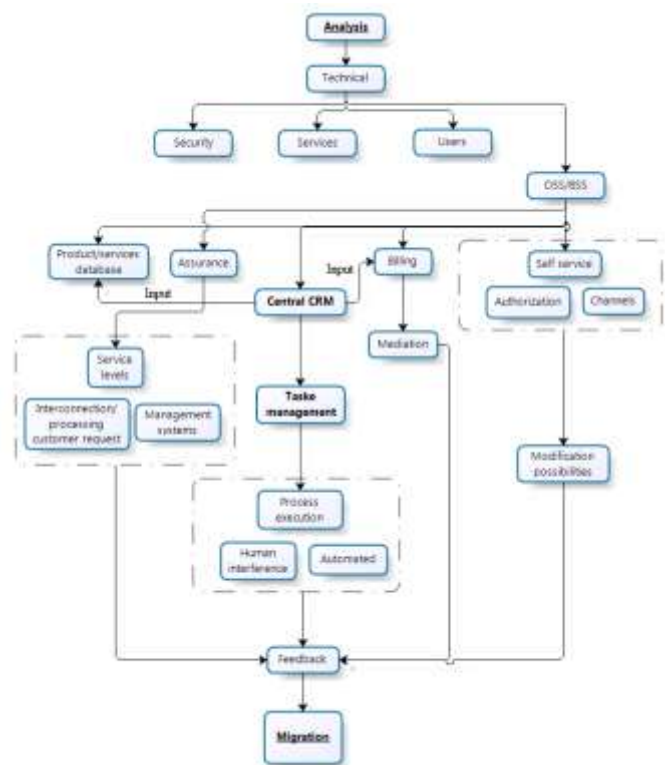 Analysis
Technical
Security
Services
Users
OSS/BSS
Product/services
database
Assurance
Billing
Self service
Input
Input
Authorization
Channels
Central CRM
Mediation
Service
levels
Taske
management
Interconnection/
processing
customer request
Management
systems
Modification
possibilities
Process
execution
Human
interference
Automated
Feedback
Migration